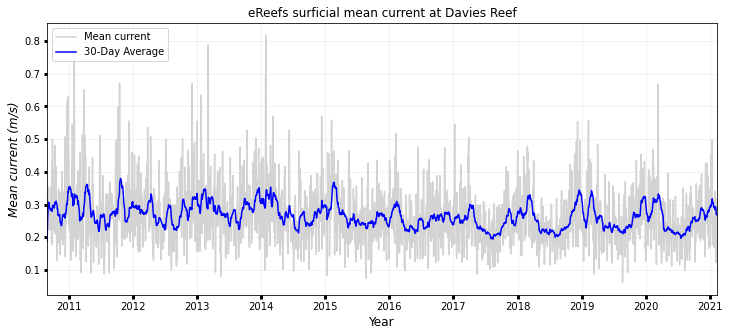 eReefs surficial mean current at Davies Reef
Mean current
30-Day Average
Mean current (m/s)
0.8
0.7
0.6
0.5
0.4
0.3
0.2
0.1
2011 2012 2013 2014 2015 2016 2017 2018 2019 2020 2021
Year